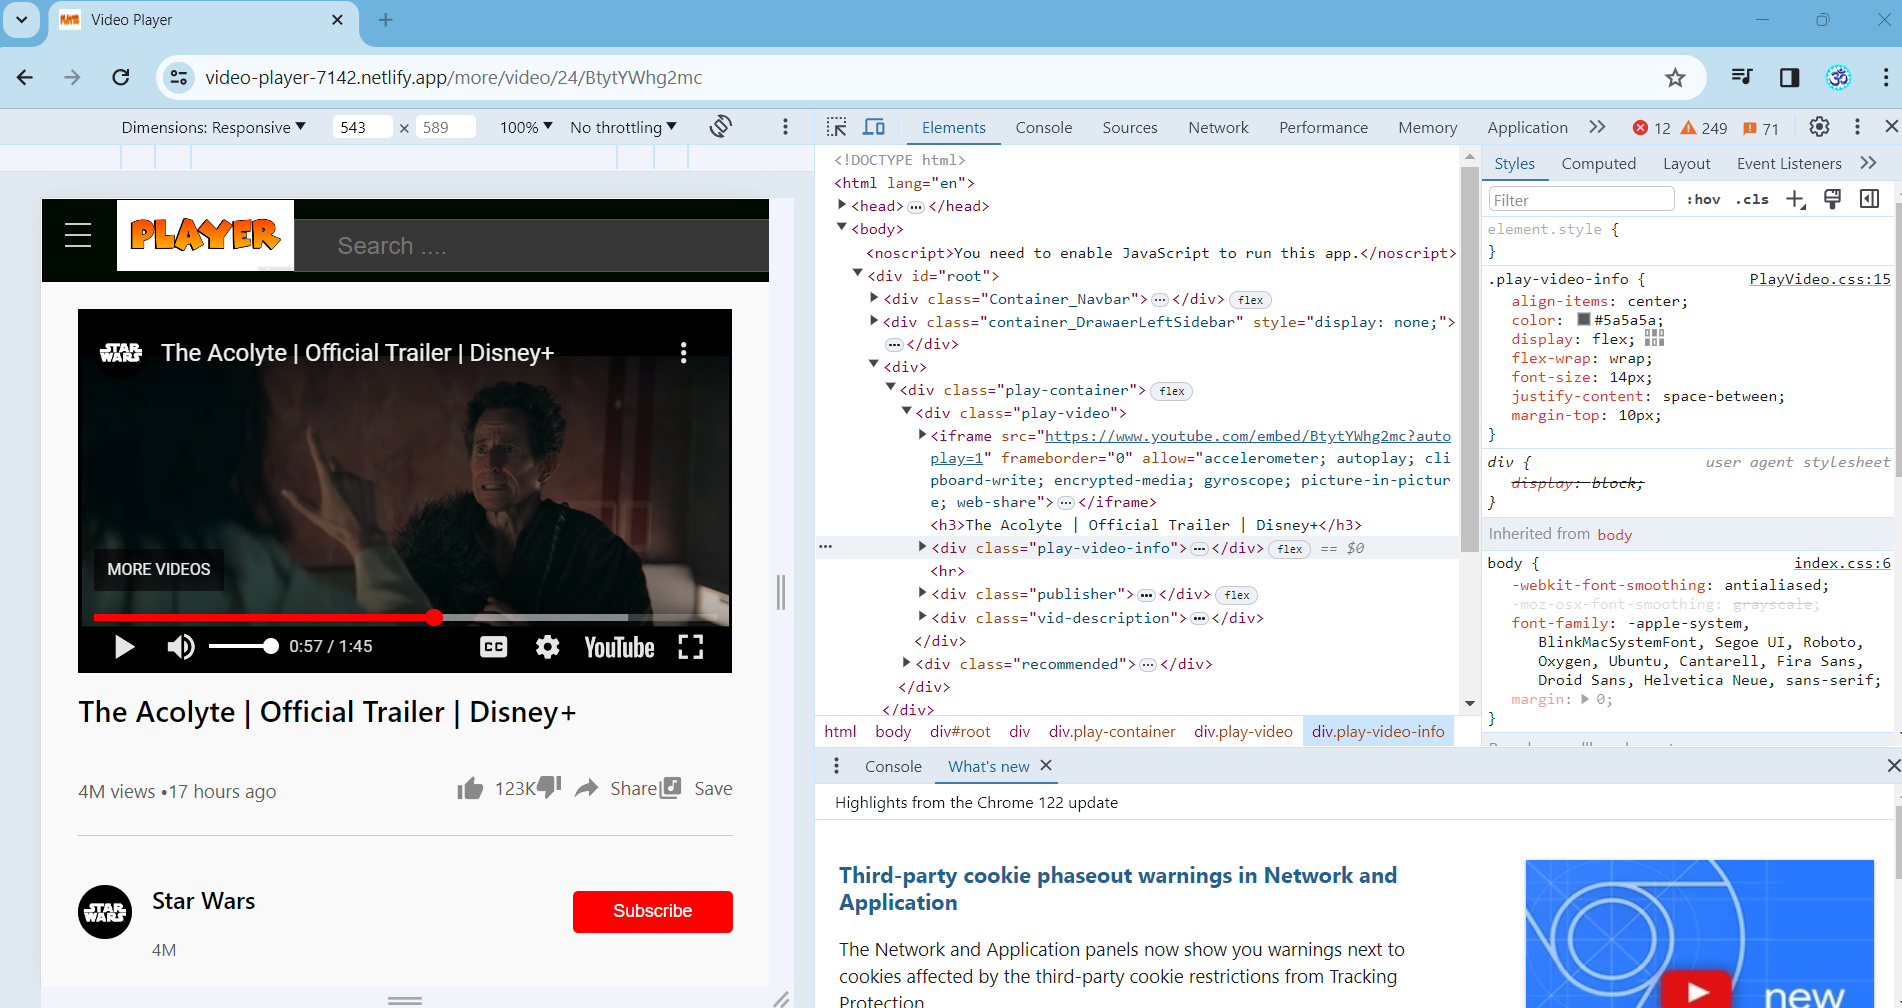 Video Player
video-player-7142.netlify.app/more/video/24/BtytYWhg2mc
Dimensions: Responsive 543 × 589 100% No throttling
PLAYER
Search ....
STAR WARS
The Acolyte | Official Trailer | Disney+
MORE VIDEOS
0:57 / 1:45
CC
YouTube
The Acolyte | Official Trailer | Disney+
4M views •17 hours ago
123K Share Save
STAR WARS
Star Wars
Subscribe
4M
Elements Console Sources Network Performance Memory Application 12 249 71
<!DOCTYPE html>
<html lang="en">
<head> ⋯ </head>
<body>
<noscript>You need to enable JavaScript to run this app.</noscript>
<div id="root">
<div class="Container_Navbar"> ⋯ </div> flex
<div class="container_DrawaerLeftSidebar" style="display: none;">
⋯ </div>
<div>
<div class="play-container"> flex
<div class="play-video">
<iframe src="https://www.youtube.com/embed/BtytYWhg2mc?auto
play=1" frameborder="0" allow="accelerometer; autoplay; cli
pboard-write; encrypted-media; gyroscope; picture-in-pictur
e; web-share"> ⋯ </iframe>
<h3>The Acolyte | Official Trailer | Disney+</h3>
<div class="play-video-info"> ⋯ </div> flex == $0
<hr>
<div class="publisher"> ⋯ </div> flex
<div class="vid-description"> ⋯ </div>
</div>
<div class="recommended"> ⋯ </div>
</div>
</div>
html body div#root div div.play-container div.play-video div.play-video-info
Styles Computed Layout Event Listeners
Filter :hov .cls
element.style {
}
.play-video-info { PlayVideo.css:15
align-items: center;
color: #5a5a5a;
display: flex;
flex-wrap: wrap;
font-size: 14px;
justify-content: space-between;
margin-top: 10px;
}
div { user agent stylesheet
display: block;
}
Inherited from body
body { index.css:6
-webkit-font-smoothing: antialiased;
-moz-osx-font-smoothing: grayscale;
font-family: -apple-system,
BlinkMacSystemFont, Segoe UI, Roboto,
Oxygen, Ubuntu, Cantarell, Fira Sans,
Droid Sans, Helvetica Neue, sans-serif;
margin: 0;
}
Console What's new
Highlights from the Chrome 122 update
Third-party cookie phaseout warnings in Network and
Application
The Network and Application panels now show you warnings next to
cookies affected by the third-party cookie restrictions from Tracking
Protection
new